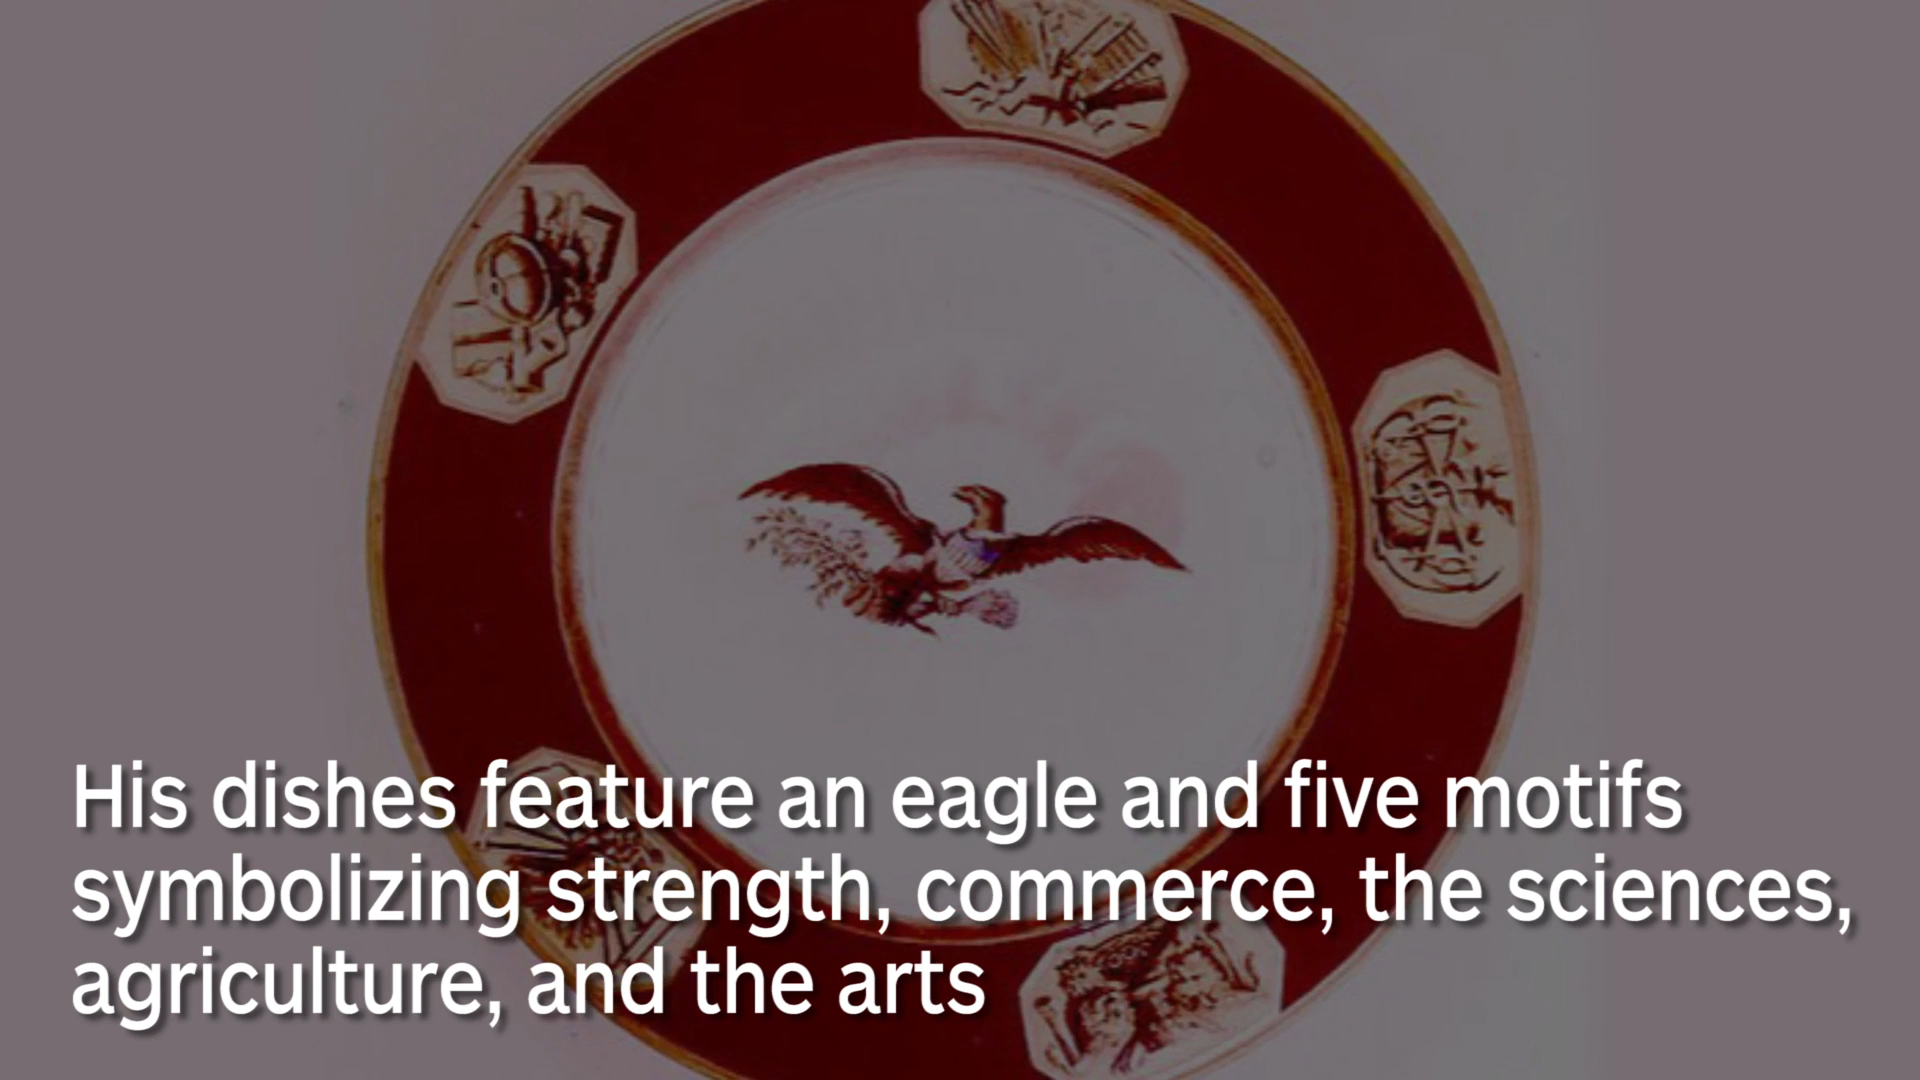 His dishes feature an eagle and five motifs
symbolizing strength, commerce, the sciences,
agriculture, and the arts